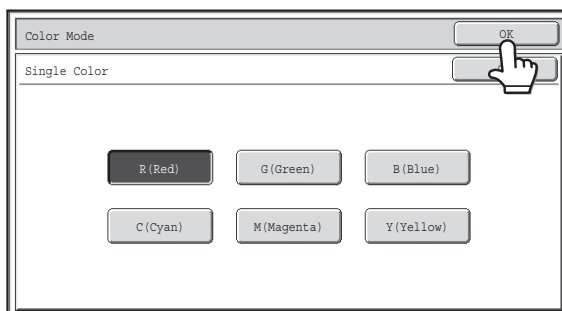 Color Mode OK
Single Color
R(Red) G(Green) B(Blue)
C(Cyan) M(Magenta) Y(Yellow)